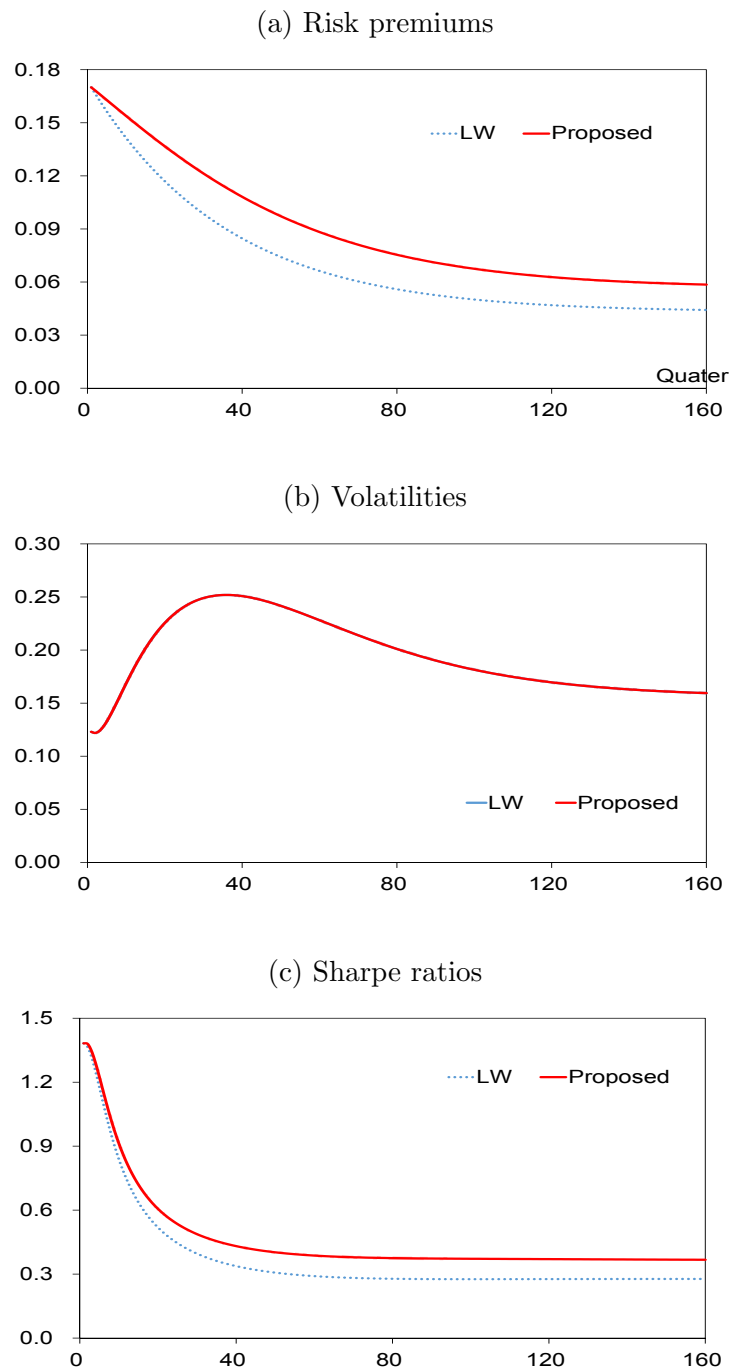 (a) Risk premiums
0.18
0.15
LW Proposed
0.12
0.09
0.06
0.03
Quater
0.00
0 40 80 120 160
(b) Volatilities
0.30
0.25
0.20
0.15
0.10
0.05
LW Proposed
0.00
0 40 80 120 160
(c) Sharpe ratios
1.5
1.2
LW Proposed
0.9
0.6
0.3
0.0
0 40 80 120 160